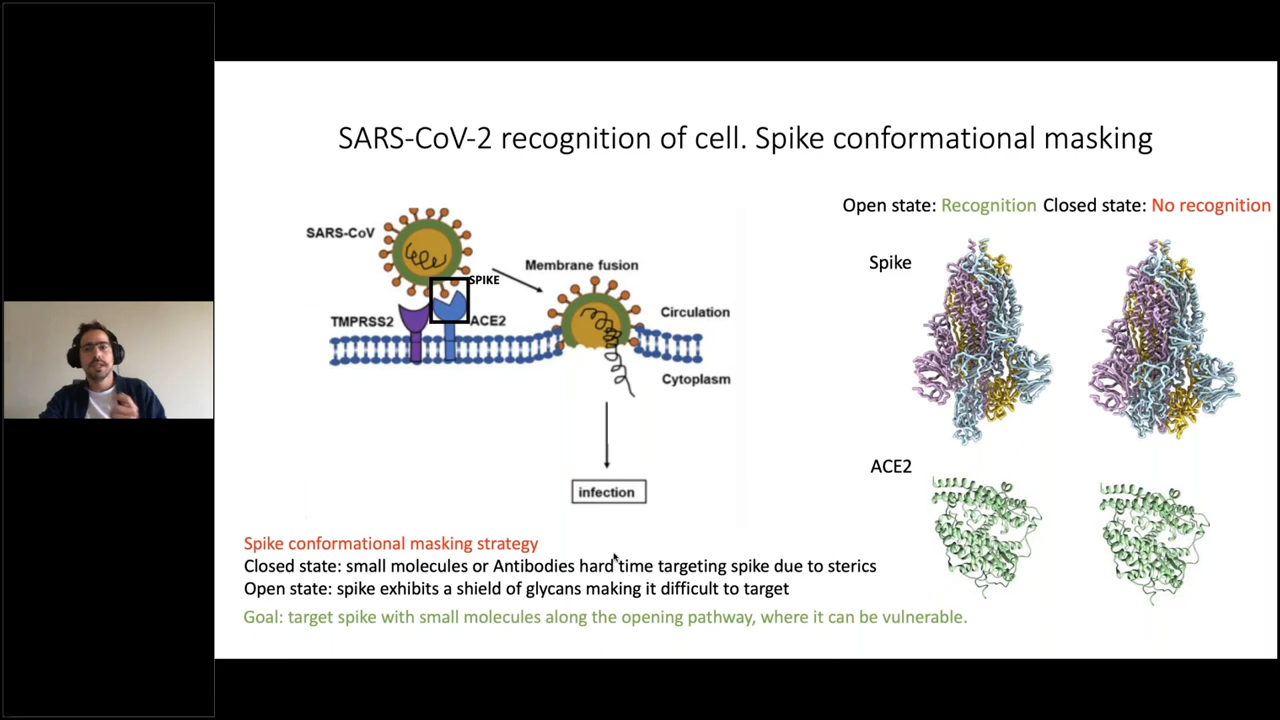 SARS-CoV-2 recognition of cell. Spike conformational masking
Open state: Recognition Closed state: No recognition
SARS-CoV
Spike
Membrane fusion
SPIKE
Circulation
TMPRSS2
ACE2
Cytoplasm
ACE2
infection
Spike conformational masking strategy
Closed state: small molecules or Antibodies hard time targeting spike due to sterics
Open state: spike exhibits a shield of glycans making it difficult to target
Goal: target spike with small molecules along the opening pathway, where it can be vulnerable.